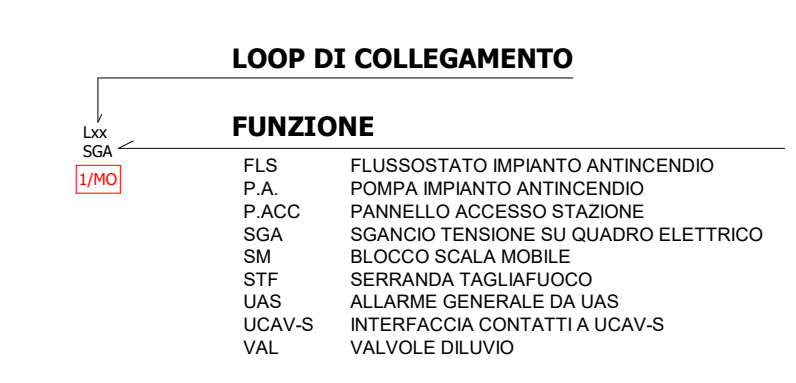 LOOP DI COLLEGAMENTO
Lxx
SGA
1/MO
FUNZIONE
FLS FLUSSOSTATO IMPIANTO ANTINCENDIO
P.A. POMPA IMPIANTO ANTINCENDIO
P.ACC PANNELLO ACCESSO STAZIONE
SGA SGANCIO TENSIONE SU QUADRO ELETTRICO
SM BLOCCO SCALA MOBILE
STF SERRANDA TAGLIAFUOCO
UAS ALLARME GENERALE DA UAS
UCAV-S INTERFACCIA CONTATTI A UCAV-S
VAL VALVOLE DILUVIO